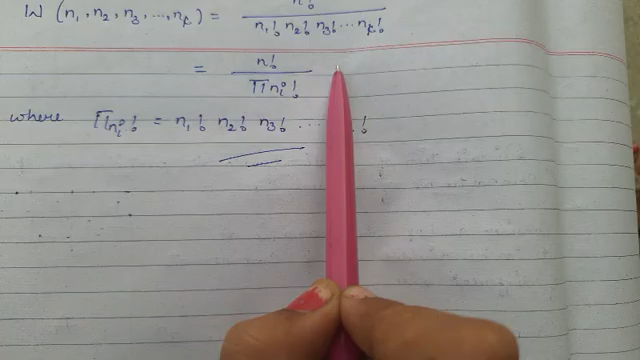 W (n₁, n₂, n₃, ..., nₖ) = n! / n₁! n₂! n₃! ... nₖ!
= n! / Πnᵢ!
where Πnᵢ! = n₁! n₂! n₃! ... !